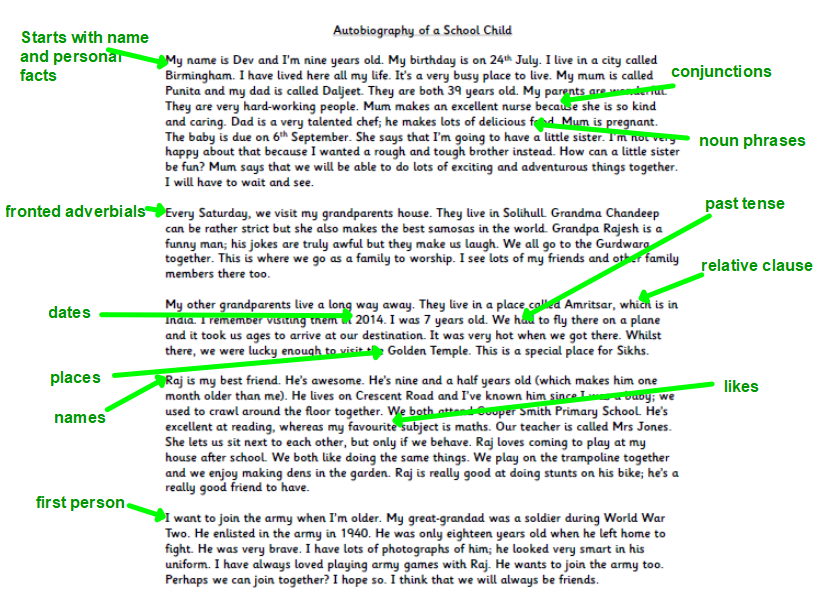 Autobiography of a School Child
Starts with name
and personal
facts
My name is Dev and I'm nine years old. My birthday is on 24th July. I live in a city called
Birmingham. I have lived here all my life. It's a very busy place to live. My mum is called
Punita and my dad is called Daljeet. They are both 39 years old. My parents are wonderful.
They are very hard-working people. Mum makes an excellent nurse because she is so kind
and caring. Dad is a very talented chef; he makes lots of delicious food. Mum is pregnant.
The baby is due on 6th September. She says that I'm going to have a little sister. I'm not very
happy about that because I wanted a rough and tough brother instead. How can a little sister
be fun? Mum says that we will be able to do lots of exciting and adventurous things together.
I will have to wait and see.
conjunctions
noun phrases
fronted adverbials
Every Saturday, we visit my grandparents house. They live in Solihull. Grandma Chandeep
can be rather strict but she also makes the best samosas in the world. Grandpa Rajesh is a
funny man; his jokes are truly awful but they make us laugh. We all go to the Gurdwara
together. This is where we go as a family to worship. I see lots of my friends and other family
members there too.
past tense
relative clause
dates
My other grandparents live a long way away. They live in a place called Amritsar, which is in
India. I remember visiting them in 2014. I was 7 years old. We had to fly there on a plane
and it took us ages to arrive at our destination. It was very hot when we got there. Whilst
there, we were lucky enough to visit the Golden Temple. This is a special place for Sikhs.
places
names
Raj is my best friend. He's awesome. He's nine and a half years old (which makes him one
month older than me). He lives on Crescent Road and I've known him since I was a baby; we
used to crawl around the floor together. We both attend Cooper Smith Primary School. He's
excellent at reading, whereas my favourite subject is maths. Our teacher is called Mrs Jones.
She lets us sit next to each other, but only if we behave. Raj loves coming to play at my
house after school. We both like doing the same things. We play on the trampoline together
and we enjoy making dens in the garden. Raj is really good at doing stunts on his bike; he's a
really good friend to have.
likes
first person
I want to join the army when I'm older. My great-grandad was a soldier during World War
Two. He enlisted in the army in 1940. He was only eighteen years old when he left home to
fight. He was very brave. I have lots of photographs of him; he looked very smart in his
uniform. I have always loved playing army games with Raj. He wants to join the army too.
Perhaps we can join together? I hope so. I think that we will always be friends.